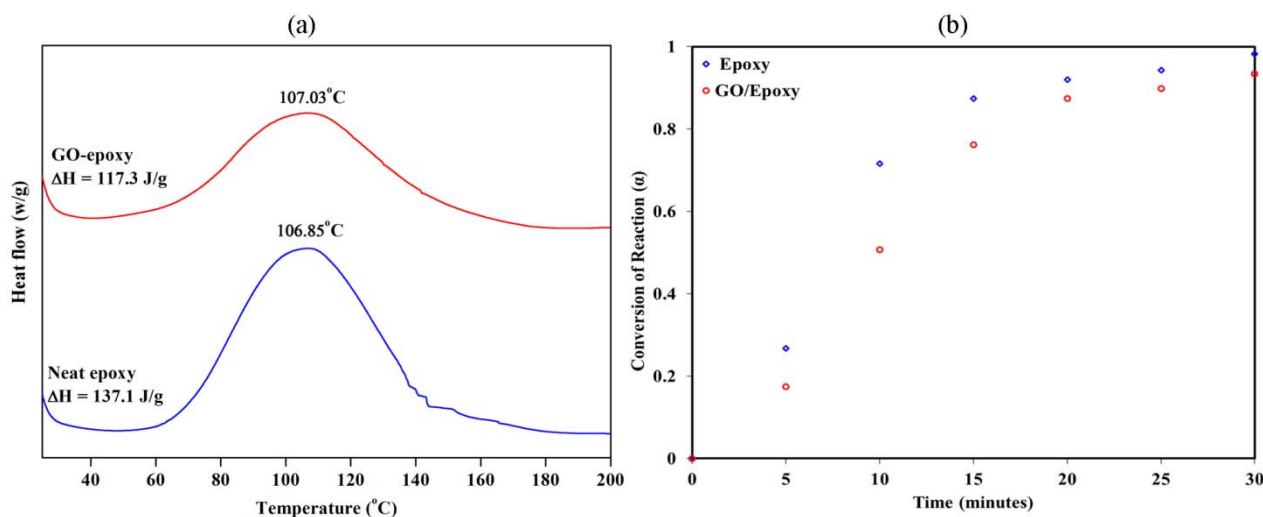 (a)
107.03°C
GO-epoxy
ΔH = 117.3 J/g
106.85°C
Neat epoxy
ΔH = 137.1 J/g
Heat flow (w/g)
40 60 80 100 120 140 160 180 200
Temperature (°C)
(b)
Epoxy
GO/Epoxy
1
0.8
0.6
0.4
0.2
0
Conversion of Reaction (α)
0 5 10 15 20 25 30
Time (minutes)